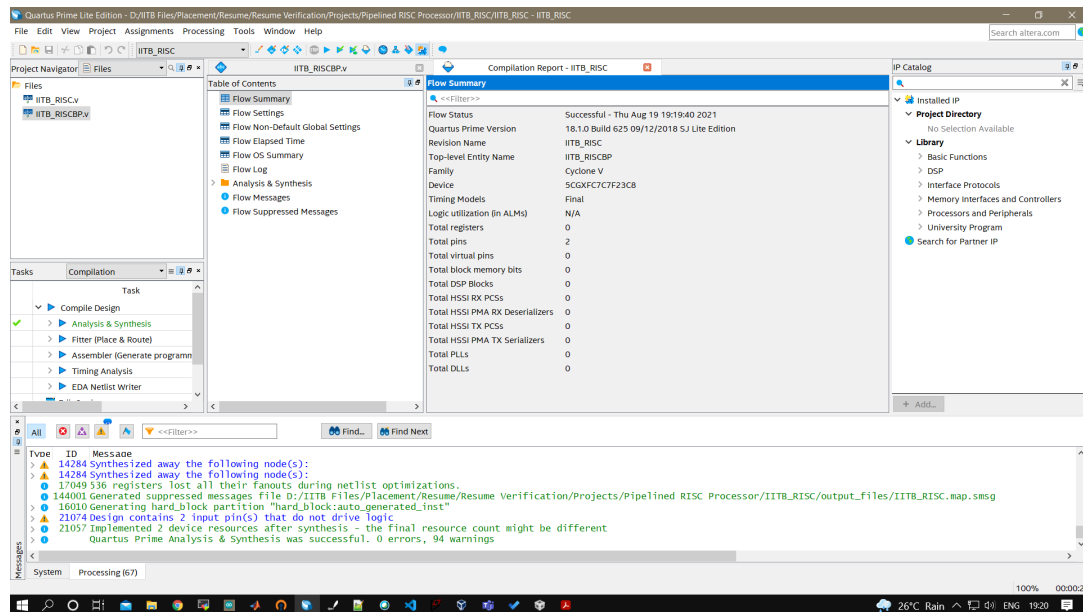 Quartus Prime Lite Edition - D:/IITB Files/Placement/Resume/Resume Verification/Projects/Pipelined RISC Processor/IITB_RISC/IITB_RISC - IITB_RISC
File Edit View Project Assignments Processing Tools Window Help
Search altera.com
IITB_RISC
Project Navigator Files
Files
IITB_RISC.v
IITB_RISCBP.v
Tasks Compilation
Task
Compile Design
Analysis & Synthesis
Fitter (Place & Route)
Assembler (Generate programn
Timing Analysis
EDA Netlist Writer
IITB_RISCBP.v
Compilation Report - IITB_RISC
Table of Contents
Flow Summary
Flow Settings
Flow Non-Default Global Settings
Flow Elapsed Time
Flow OS Summary
Flow Log
Analysis & Synthesis
Flow Messages
Flow Suppressed Messages
Flow Summary
<<Filter>>
Flow Status Successful - Thu Aug 19 19:19:40 2021
Quartus Prime Version 18.1.0 Build 625 09/12/2018 SJ Lite Edition
Revision Name IITB_RISC
Top-level Entity Name IITB_RISCBP
Family Cyclone V
Device 5CGXFC7C7F23C8
Timing Models Final
Logic utilization (in ALMs) N/A
Total registers 0
Total pins 2
Total virtual pins 0
Total block memory bits 0
Total DSP Blocks 0
Total HSSI RX PCSs 0
Total HSSI PMA RX Deserializers 0
Total HSSI TX PCSs 0
Total HSSI PMA TX Serializers 0
Total PLLs 0
Total DLLs 0
IP Catalog
Installed IP
Project Directory
No Selection Available
Library
Basic Functions
DSP
Interface Protocols
Memory Interfaces and Controllers
Processors and Peripherals
University Program
Search for Partner IP
+ Add...
All <<Filter>> Find... Find Next
Type ID Message
14284 Synthesized away the following node(s):
14284 Synthesized away the following node(s):
17049 536 registers lost all their fanouts during netlist optimizations.
144001 Generated suppressed messages file D:/IITB Files/Placement/Resume/Resume Verification/Projects/Pipelined RISC Processor/IITB_RISC/output_files/IITB_RISC.map.smsg
16010 Generating hard_block partition "hard_block:auto_generated_inst"
21074 Design contains 2 input pin(s) that do not drive logic
21057 Implemented 2 device resources after synthesis - the final resource count might be different
Quartus Prime Analysis & Synthesis was successful. 0 errors, 94 warnings
Messages
System Processing (67)
100% 00:00:2
26°C Rain ENG 19:20